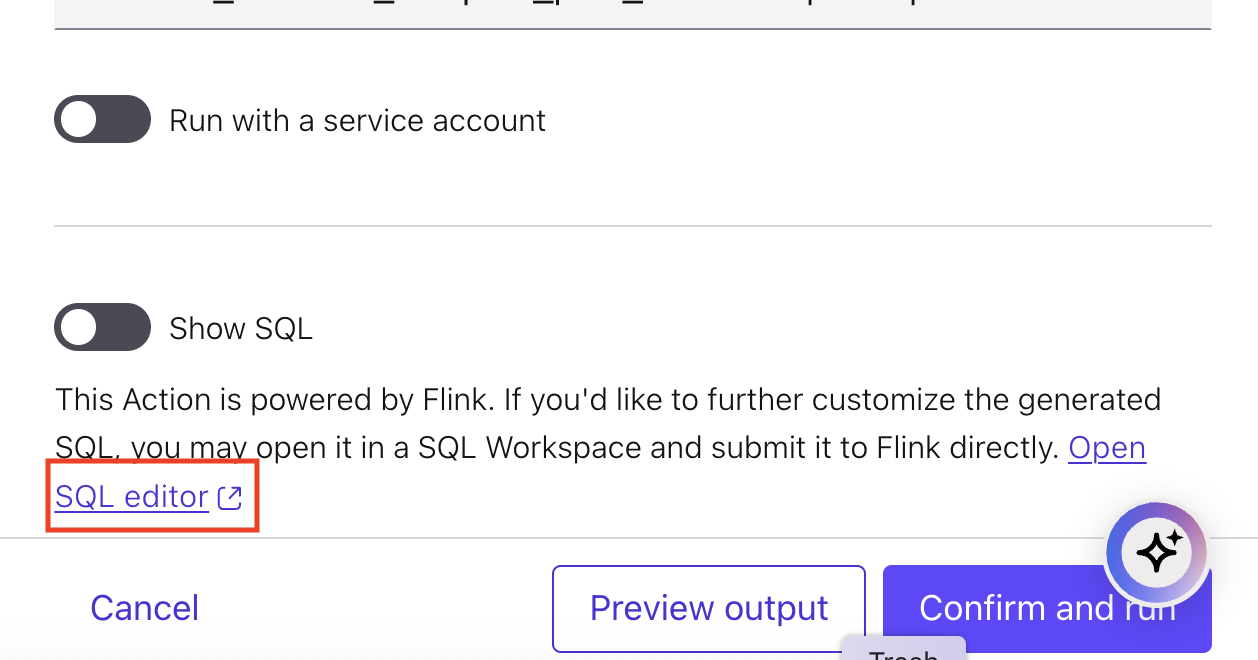 Run with a service account
Show SQL
This Action is powered by Flink. If you'd like to further customize the generated
SQL, you may open it in a SQL Workspace and submit it to Flink directly. Open
SQL editor
Cancel
Preview output
Confirm and run
Trash